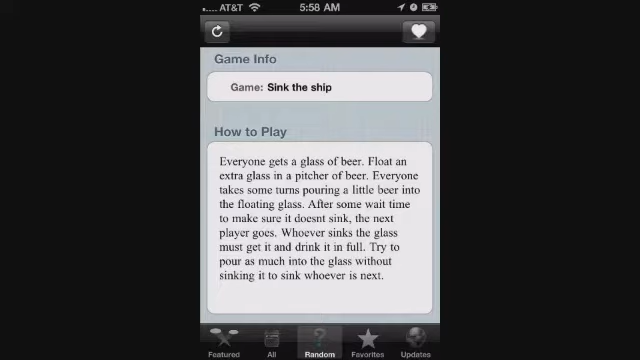 AT&T 5:58 AM
Game Info
Game: Sink the ship
How to Play
Everyone gets a glass of beer. Float an
extra glass in a pitcher of beer. Everyone
takes some turns pouring a little beer into
the floating glass. After some wait time
to make sure it doesnt sink, the next
player goes. Whoever sinks the glass
must get it and drink it in full. Try to
pour as much into the glass without
sinking it to sink whoever is next.
Featured All Random Favorites Updates